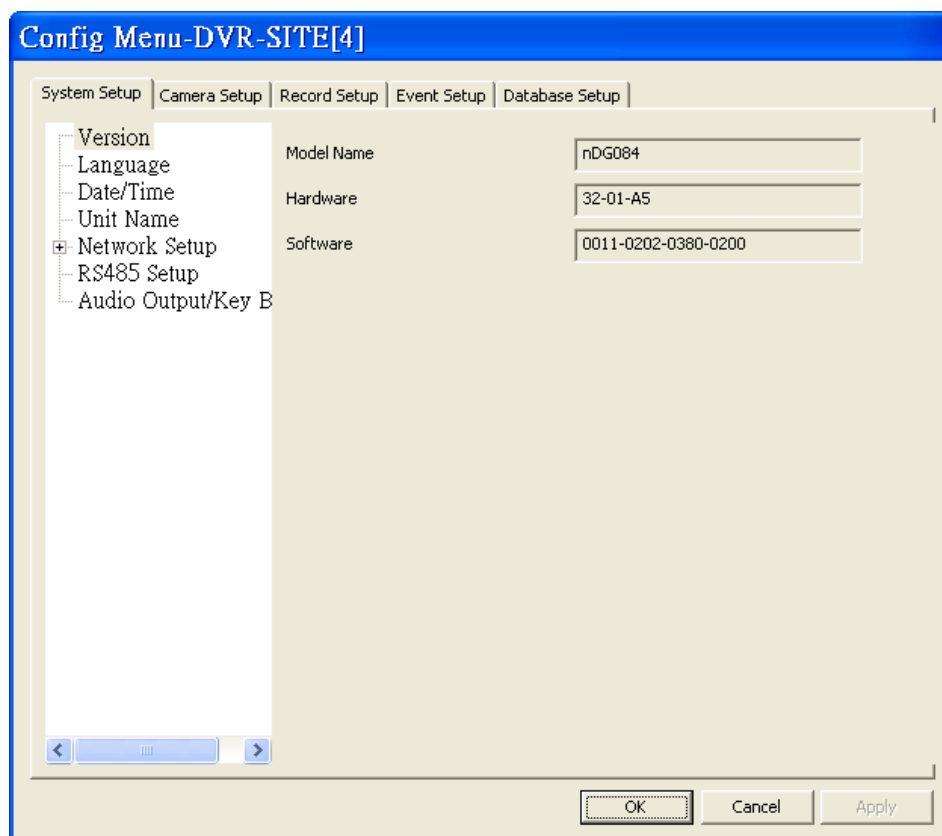 Config Menu-DVR-SITE[4]
System Setup
Camera Setup
Record Setup
Event Setup
Database Setup
Version
Language
Date/Time
Unit Name
Network Setup
RS485 Setup
Audio Output/Key B
Model Name
nDG084
Hardware
32-01-A5
Software
0011-0202-0380-0200
OK
Cancel
Apply